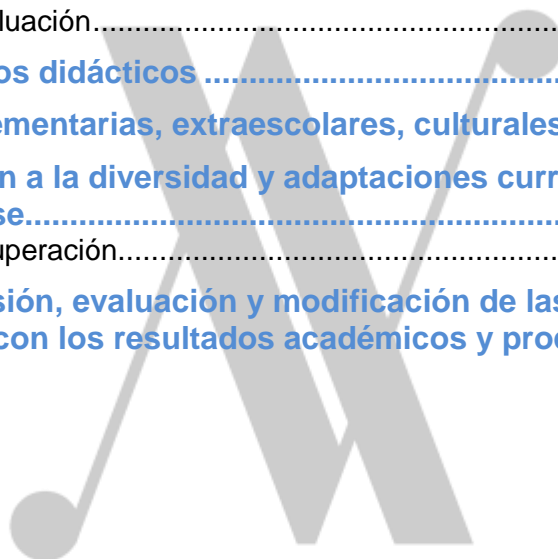 luación.......................................................
os didácticos ..........................................
ementarias, extraescolares, culturales
n a la diversidad y adaptaciones curr
se.......................................................
uperación....................................................
sión, evaluación y modificación de las
con los resultados académicos y pro